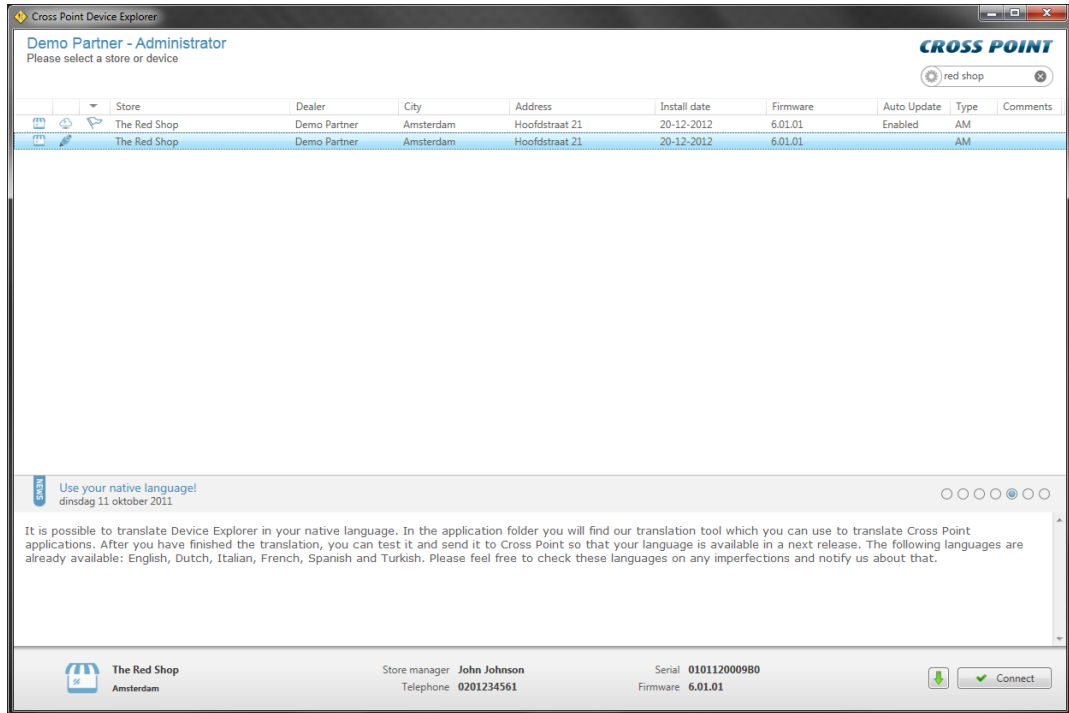 Cross Point Device Explorer
Demo Partner - Administrator
Please select a store or device
CROSS POINT
red shop
Store Dealer City Address Install date Firmware Auto Update Type Comments
The Red Shop Demo Partner Amsterdam Hoofdstraat 21 20-12-2012 6.01.01 Enabled AM
The Red Shop Demo Partner Amsterdam Hoofdstraat 21 20-12-2012 6.01.01 AM
NEWS
Use your native language!
dinsdag 11 oktober 2011
It is possible to translate Device Explorer in your native language. In the application folder you will find our translation tool which you can use to translate Cross Point
applications. After you have finished the translation, you can test it and send it to Cross Point so that your language is available in a next release. The following languages are
already available: English, Dutch, Italian, French, Spanish and Turkish. Please feel free to check these languages on any imperfections and notify us about that.
The Red Shop Store manager John Johnson Serial 0101120009B0
Amsterdam Telephone 0201234561 Firmware 6.01.01
Connect